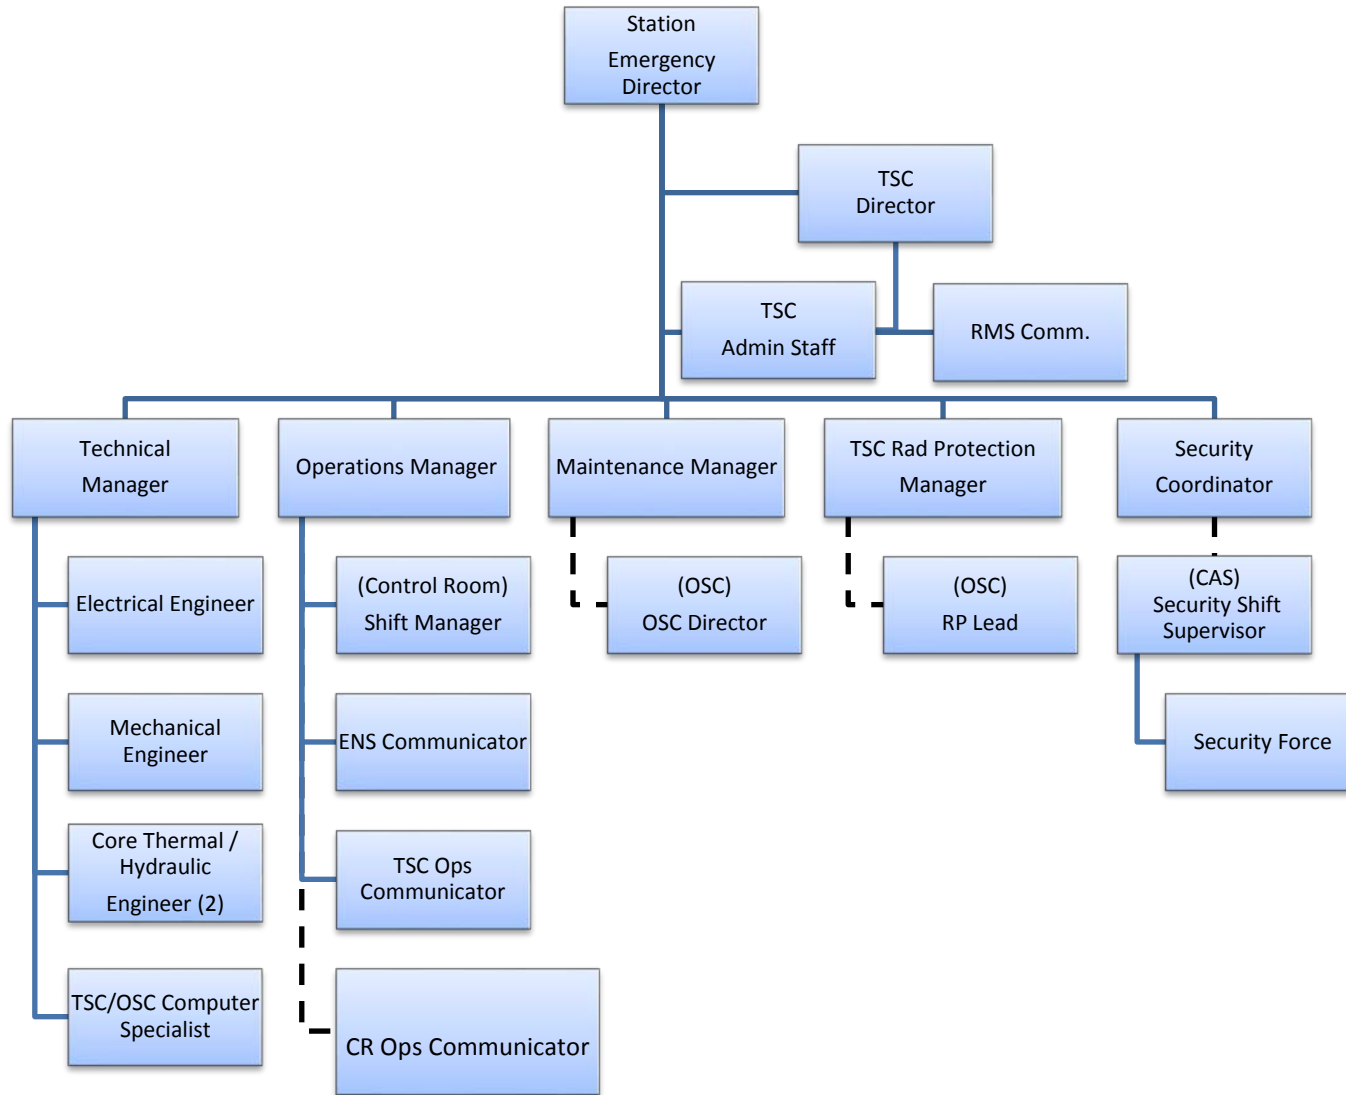 Station
Emergency
Director
TSC
Director
TSC
Admin Staff
RMS Comm.
Technical
Manager
Operations Manager
Maintenance Manager
TSC Rad Protection
Manager
Security
Coordinator
Electrical Engineer
(Control Room)
Shift Manager
(OSC)
OSC Director
(OSC)
RP Lead
(CAS)
Security Shift
Supervisor
Mechanical
Engineer
ENS Communicator
Security Force
Core Thermal /
Hydraulic
Engineer (2)
TSC Ops
Communicator
TSC/OSC Computer
Specialist
CR Ops Communicator